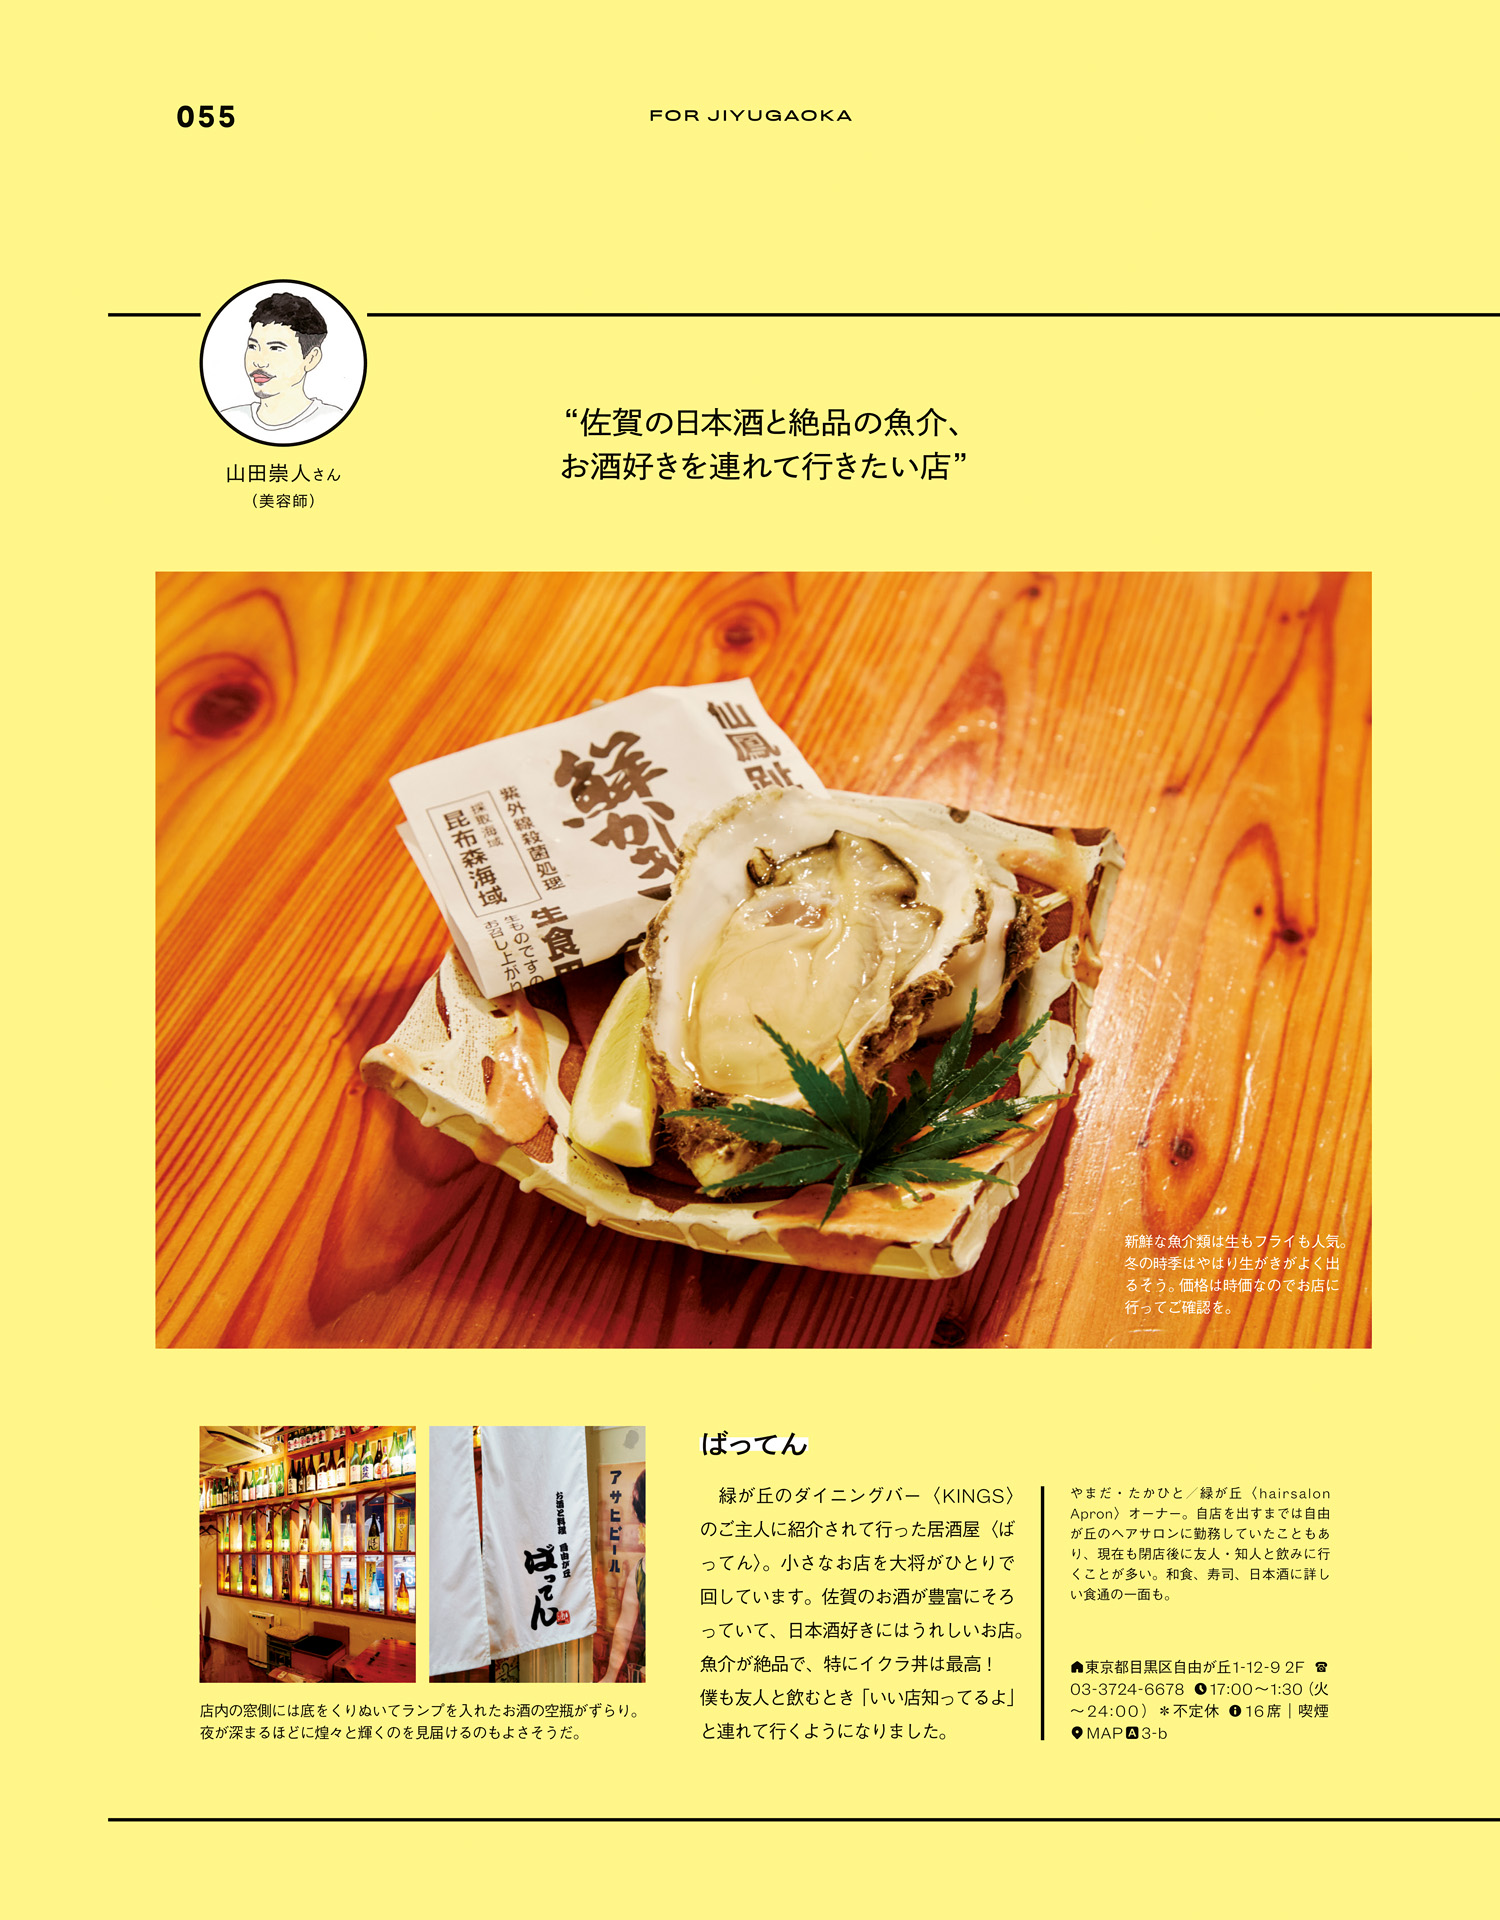 055
FOR JIYUGAOKA
山田崇人さん
（美容師）
“佐賀の日本酒と絶品の魚介、
お酒好きを連れて行きたい店”
仙鳳趾
鮮かき
紫外線殺菌処理
採取海域
昆布森海域
生食用
生ものですの
お召し上がり
新鮮な魚介類は生もフライも人気。
冬の時季はやはり生がきがよく出
るそう。価格は時価なのでお店に
行ってご確認を。
アサヒビール
お酒と料理
自由が丘
ばってん
店内の窓側には底をくりぬいてランプを入れたお酒の空瓶がずらり。
夜が深まるほどに煌々と輝くのを見届けるのもよさそうだ。
ばってん
緑が丘のダイニングバー〈KINGS〉
のご主人に紹介されて行った居酒屋〈ば
ってん〉。小さなお店を大将がひとりで
回しています。佐賀のお酒が豊富にそろ
っていて、日本酒好きにはうれしいお店。
魚介が絶品で、特にイクラ丼は最高！
僕も友人と飲むとき「いい店知ってるよ」
と連れて行くようになりました。
やまだ・たかひと／緑が丘〈hairsalon
Apron〉オーナー。自店を出すまでは自由
が丘のヘアサロンに勤務していたこともあ
り、現在も閉店後に友人・知人と飲みに行
くことが多い。和食、寿司、日本酒に詳し
い食通の一面も。
東京都目黒区自由が丘1-12-9 2F ☎
03-3724-6678 17:00〜1:30（火
〜24:00）＊不定休 16席｜喫煙
MAP A 3-b